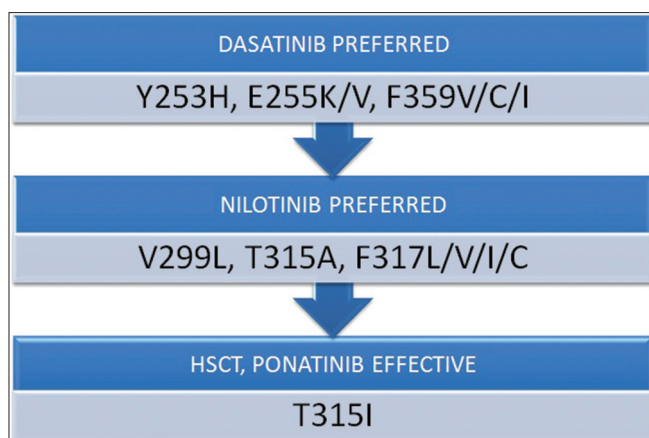 DASATINIB PREFERRED
Y253H, E255K/V, F359V/C/I
NILOTINIB PREFERRED
V299L, T315A, F317L/V/I/C
HSCT, PONATINIB EFFECTIVE
T315I